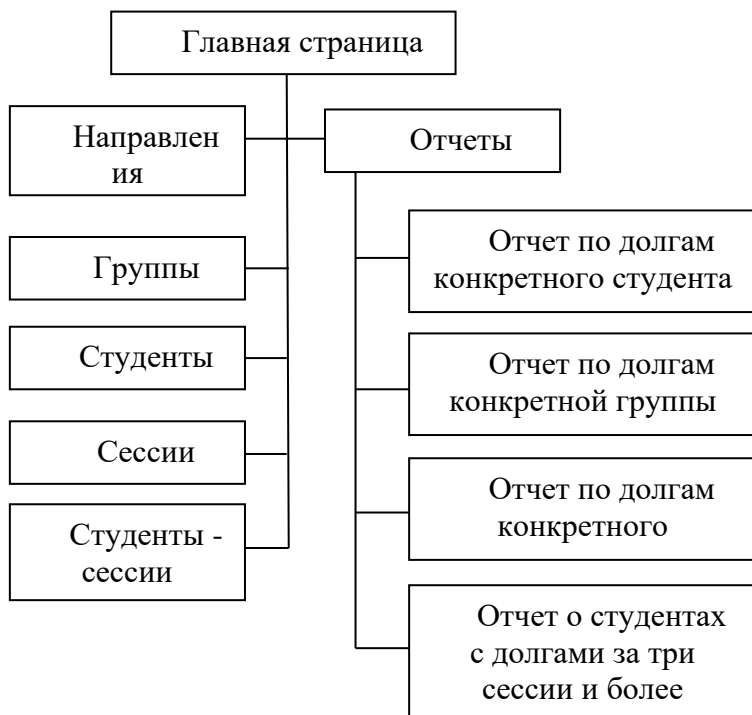 Главная страница
Направлен
ия
Отчеты
Группы
Студенты
Сессии
Студенты -
сессии
Отчет по долгам
конкретного студента
Отчет по долгам
конкретной группы
Отчет по долгам
конкретного
Отчет о студентах
с долгами за три
сессии и более